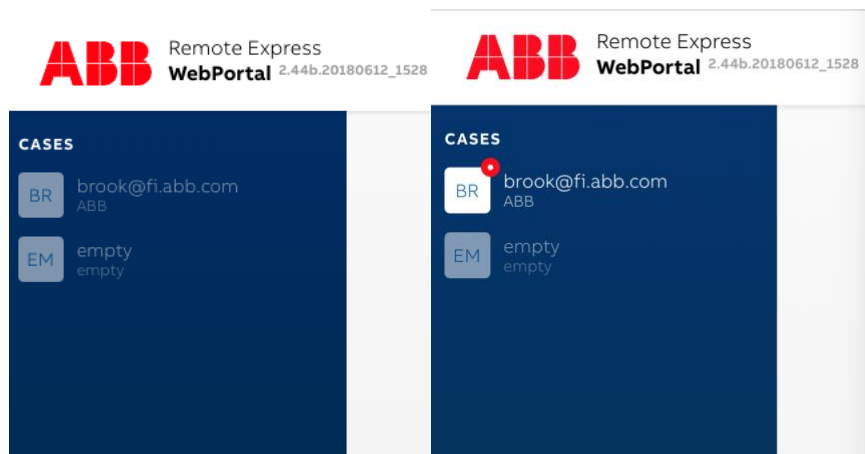 ABB
Remote Express
WebPortal 2.44b.20180612_1528
CASES
BR
brook@fi.abb.com
ABB
EM
empty
empty
ABB
Remote Express
WebPortal 2.44b.20180612_1528
CASES
BR
brook@fi.abb.com
ABB
EM
empty
empty